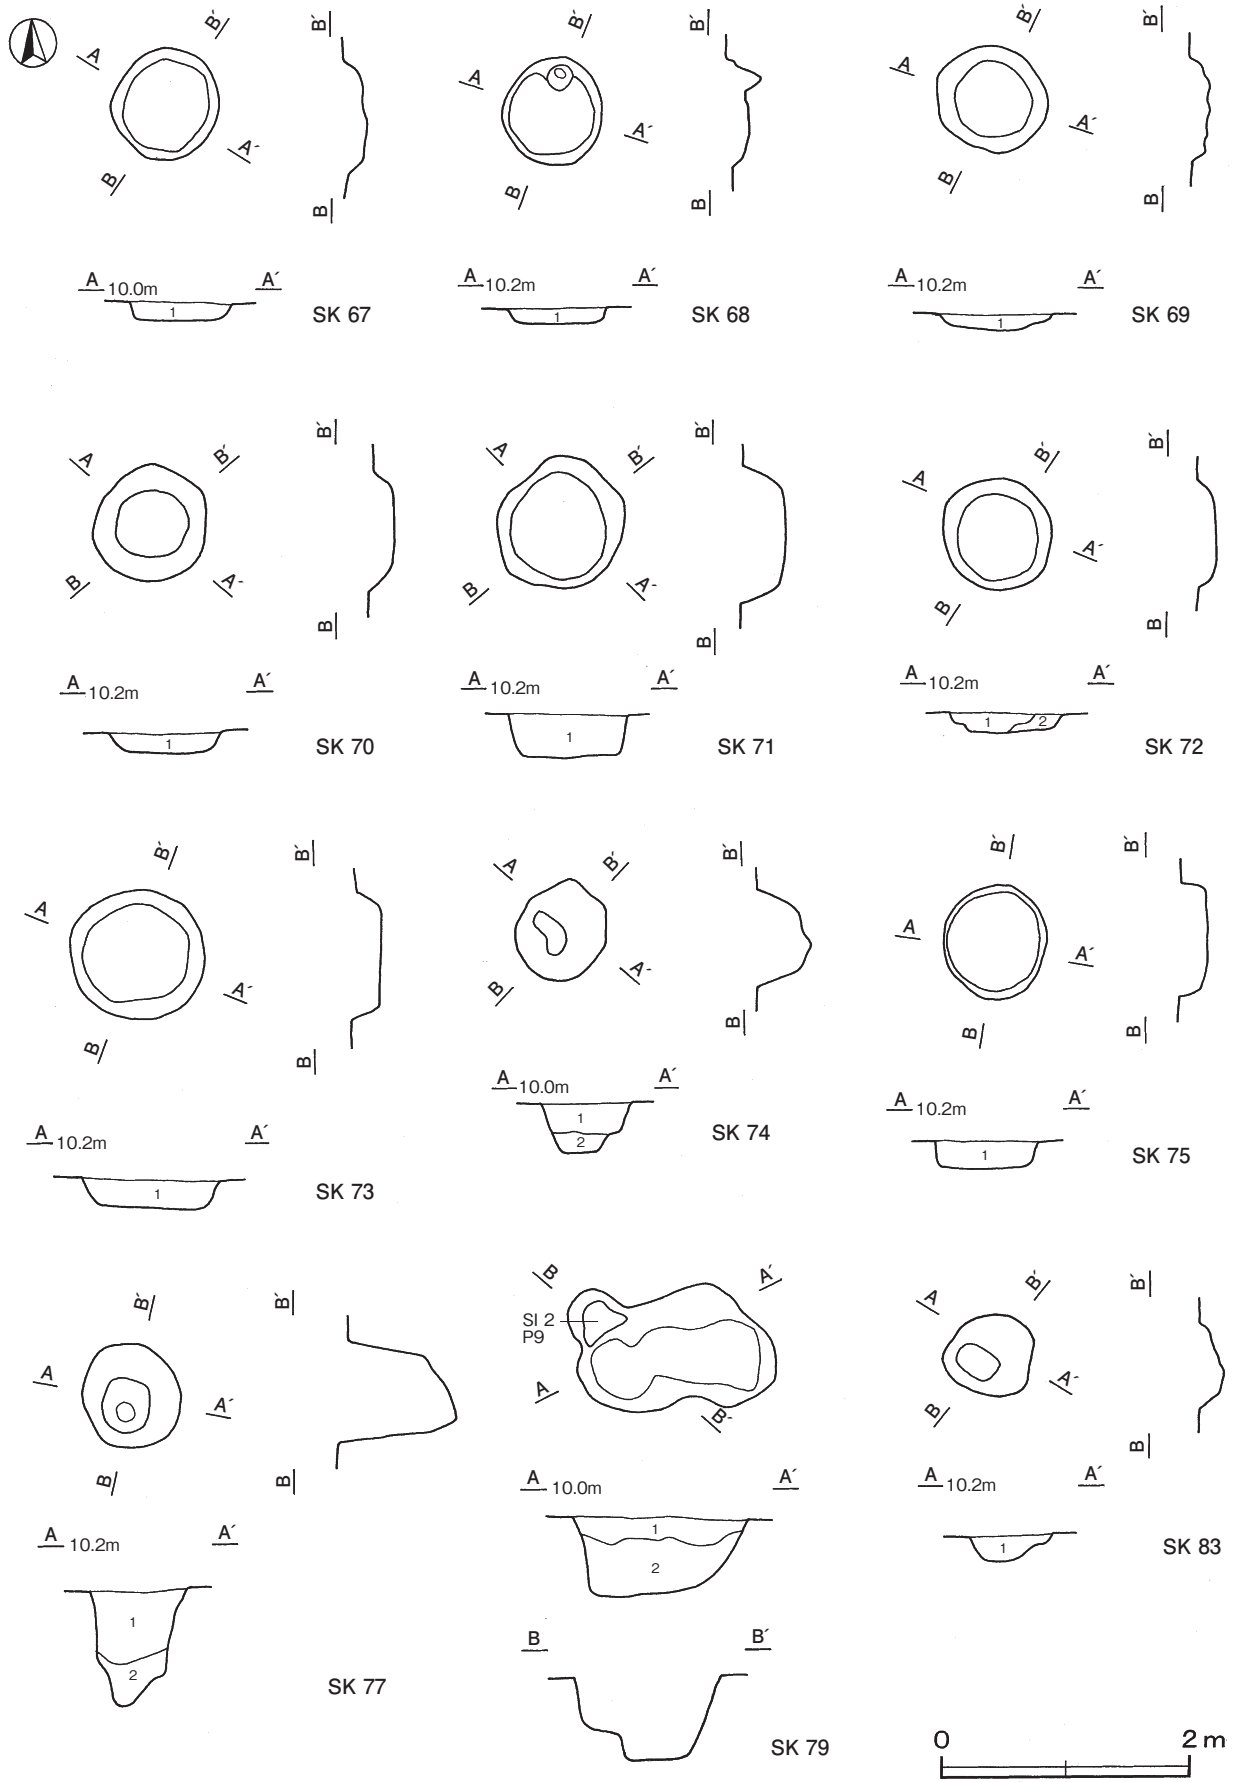 B B´
A A´
B B´
A 10.0m A´
1
SK 67
B B´
A A´
B B´
A 10.2m A´
1
SK 68
B B´
A A´
B B´
A 10.2m A´
1
SK 69
B B´
A A´
B B´
A 10.2m A´
1
SK 70
B B´
A A´
B B´
A 10.2m A´
1
SK 71
B B´
A A´
B B´
A 10.2m A´
1 2
SK 72
B B´
A A´
B B´
A 10.2m A´
1
SK 73
B B´
A A´
B B´
A 10.0m A´
1
2
SK 74
B B´
A A´
B B´
A 10.2m A´
1
SK 75
B B´
A A´
B B´
A 10.2m A´
1
2
SK 77
B A´
SI 2
P9
A B´
A 10.0m A´
1
2
B B´
SK 79
B B´
A A´
B B´
A 10.2m A´
1
SK 83
0 2 m